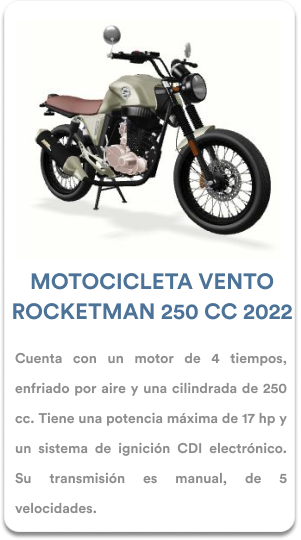 MOTOCICLETA VENTO
ROCKETMAN 250 CC 2022
Cuenta con un motor de 4 tiempos,
enfriado por aire y una cilindrada de 250
cc. Tiene una potencia máxima de 17 hp y
un sistema de ignición CDI electrónico.
Su transmisión es manual, de 5
velocidades.